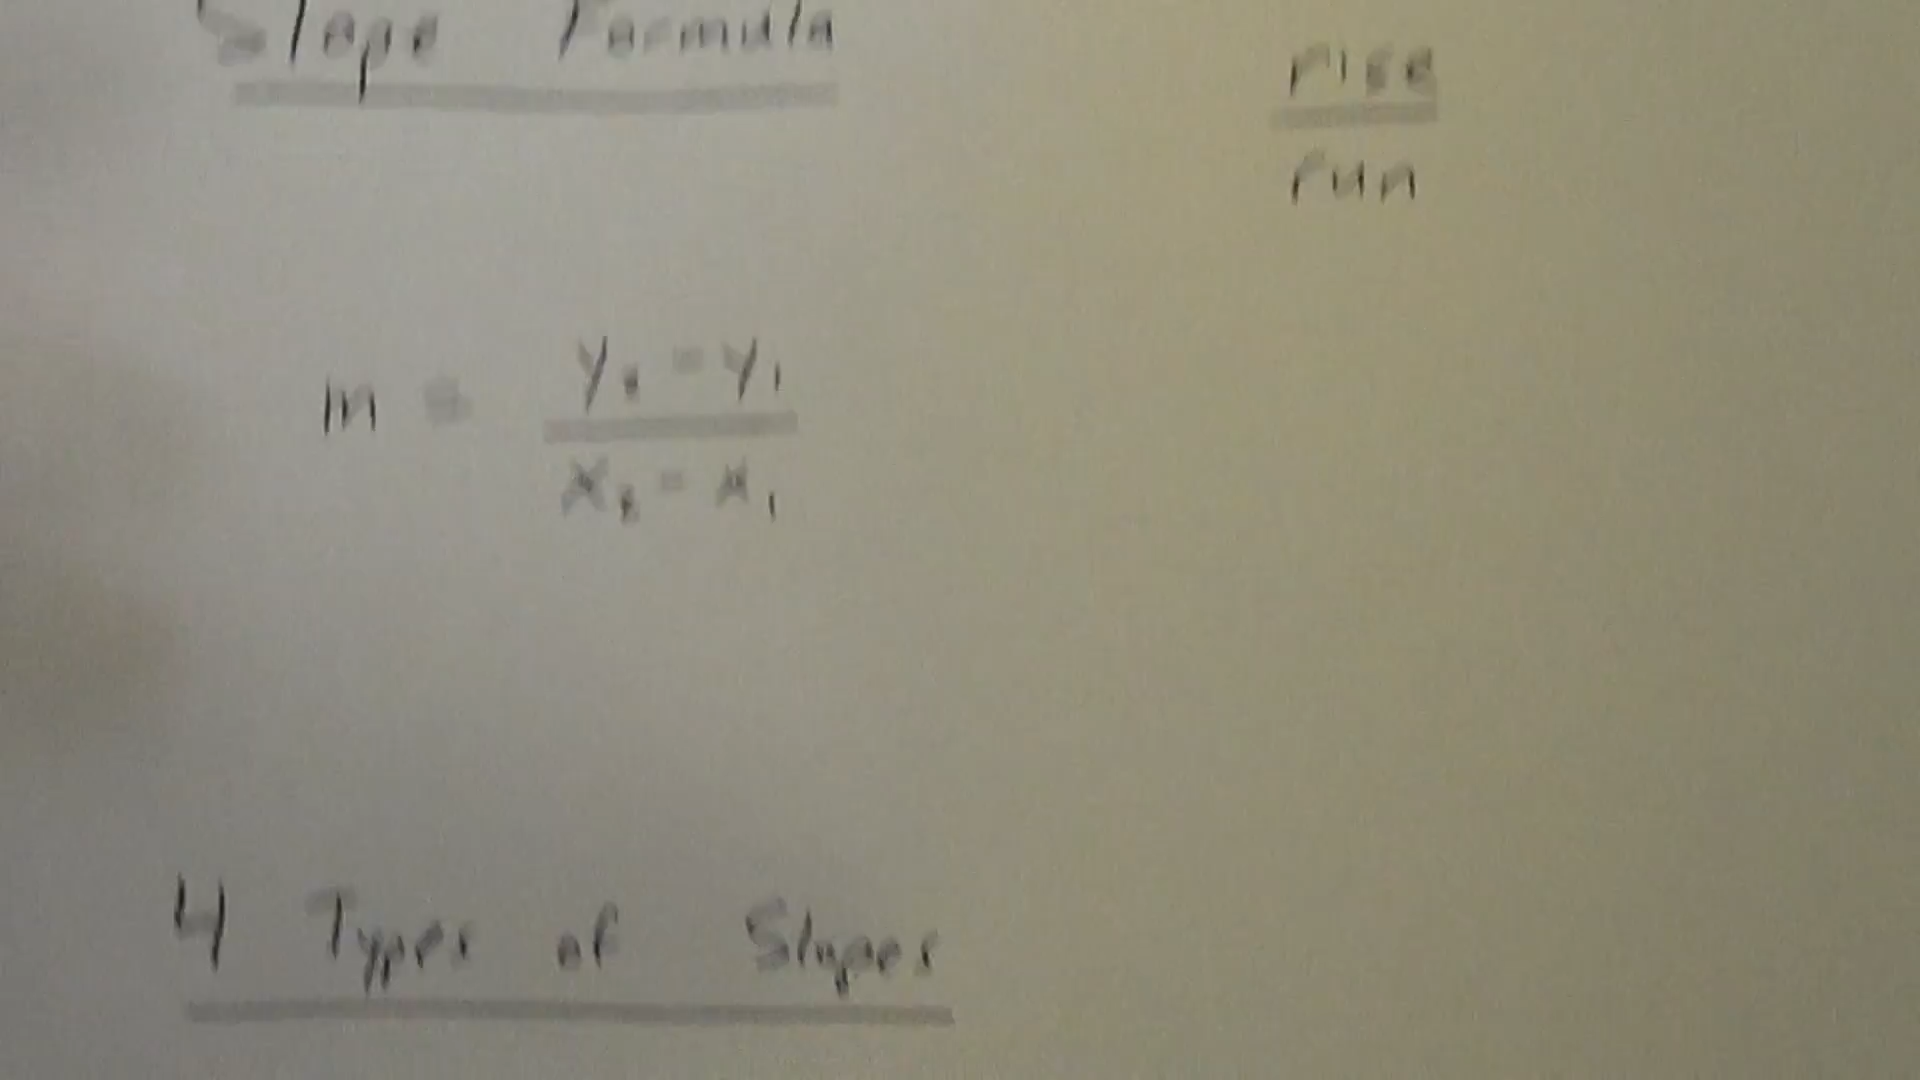 Slope Formula
rise
run
m = y₂ - y₁
x₂ - x₁
4 Types of Slopes